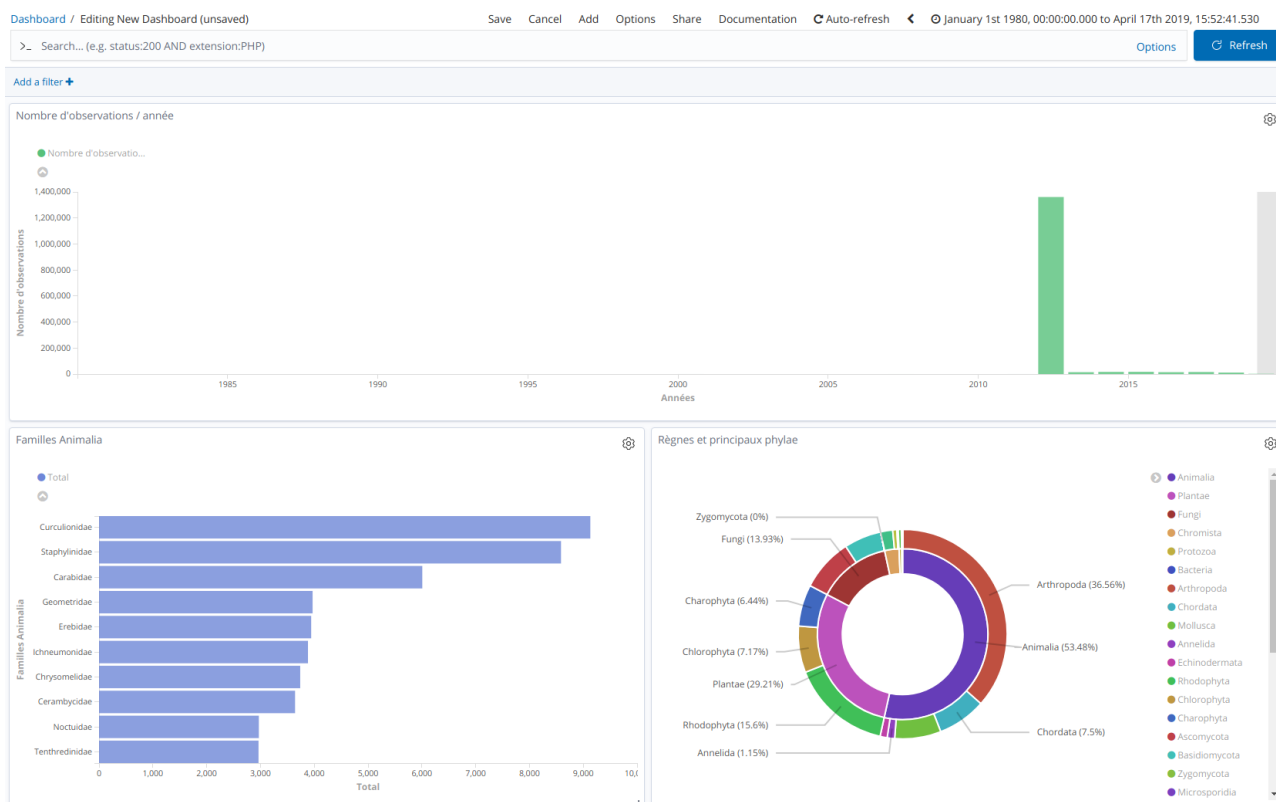 Dashboard / Editing New Dashboard (unsaved) Save Cancel Add Options Share Documentation Auto-refresh January 1st 1980, 00:00:00.000 to April 17th 2019, 15:52:41.530
>_ Search... (e.g. status:200 AND extension:PHP) Options Refresh
Add a filter +
Nombre d'observations / année
Nombre d'observatio...
1,400,000
1,200,000
1,000,000
800,000
600,000
400,000
200,000
0
Nombre d'observations
1985 1990 1995 2000 2005 2010 2015
Années
Familles Animalia
Total
Curculionidae
Staphylinidae
Carabidae
Geometridae
Erebidae
Ichneumonidae
Chrysomelidae
Cerambycidae
Noctuidae
Tenthredinidae
Familles Animalia
0 1,000 2,000 3,000 4,000 5,000 6,000 7,000 8,000 9,000 10,(
Total
Règnes et principaux phylae
Zygomycota (0%)
Fungi (13.93%)
Charophyta (6.44%)
Chlorophyta (7.17%)
Plantae (29.21%)
Rhodophyta (15.6%)
Annelida (1.15%)
Arthropoda (36.56%)
Animalia (53.48%)
Chordata (7.5%)
Animalia
Plantae
Fungi
Chromista
Protozoa
Bacteria
Arthropoda
Chordata
Mollusca
Annelida
Echinodermata
Rhodophyta
Chlorophyta
Charophyta
Ascomycota
Basidiomycota
Zygomycota
Microsporidia